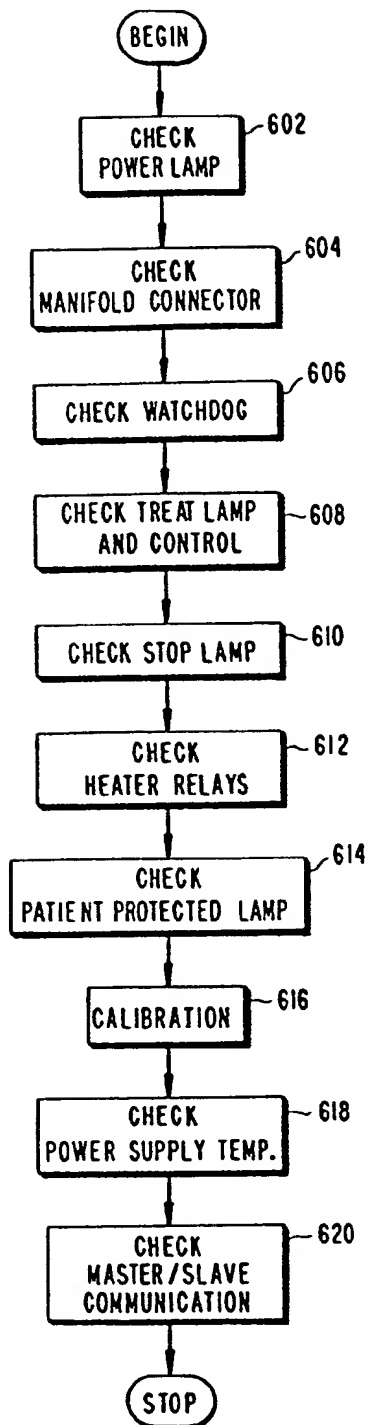 BEGIN
CHECK
POWER LAMP
602
CHECK
MANIFOLD CONNECTOR
604
CHECK WATCHDOG
606
CHECK TREAT LAMP
AND CONTROL
608
CHECK STOP LAMP
610
CHECK
HEATER RELAYS
612
CHECK
PATIENT PROTECTED LAMP
614
CALIBRATION
616
CHECK
POWER SUPPLY TEMP.
618
CHECK
MASTER/SLAVE
COMMUNICATION
620
STOP